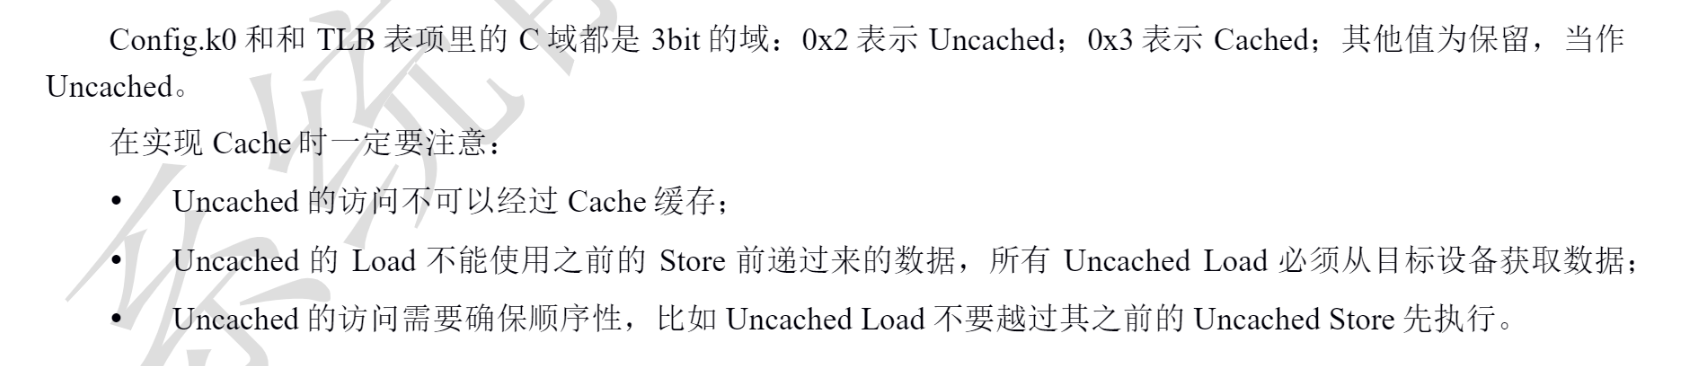 Config.k0 和和 TLB 表项里的 C 域都是 3bit 的域：0x2 表示 Uncached；0x3 表示 Cached；其他值为保留，当作
Uncached。
在实现 Cache 时一定要注意：
• Uncached 的访问不可以经过 Cache 缓存；
• Uncached 的 Load 不能使用之前的 Store 前递过来的数据，所有 Uncached Load 必须从目标设备获取数据；
• Uncached 的访问需要确保顺序性，比如 Uncached Load 不要越过其之前的 Uncached Store 先执行。
系统